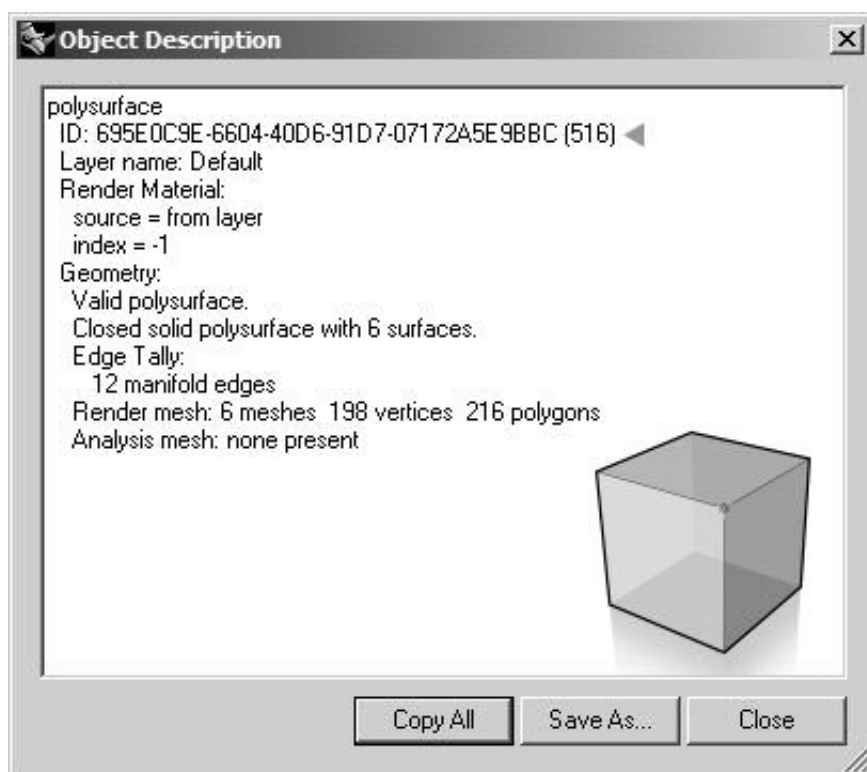 Object Description
polysurface
ID: 695E0C9E-6604-40D6-91D7-07172A5E9BBC (516)
Layer name: Default
Render Material:
source = from layer
index = -1
Geometry:
Valid polysurface.
Closed solid polysurface with 6 surfaces.
Edge Tally:
12 manifold edges
Render mesh: 6 meshes 198 vertices 216 polygons
Analysis mesh: none present
Copy All Save As... Close